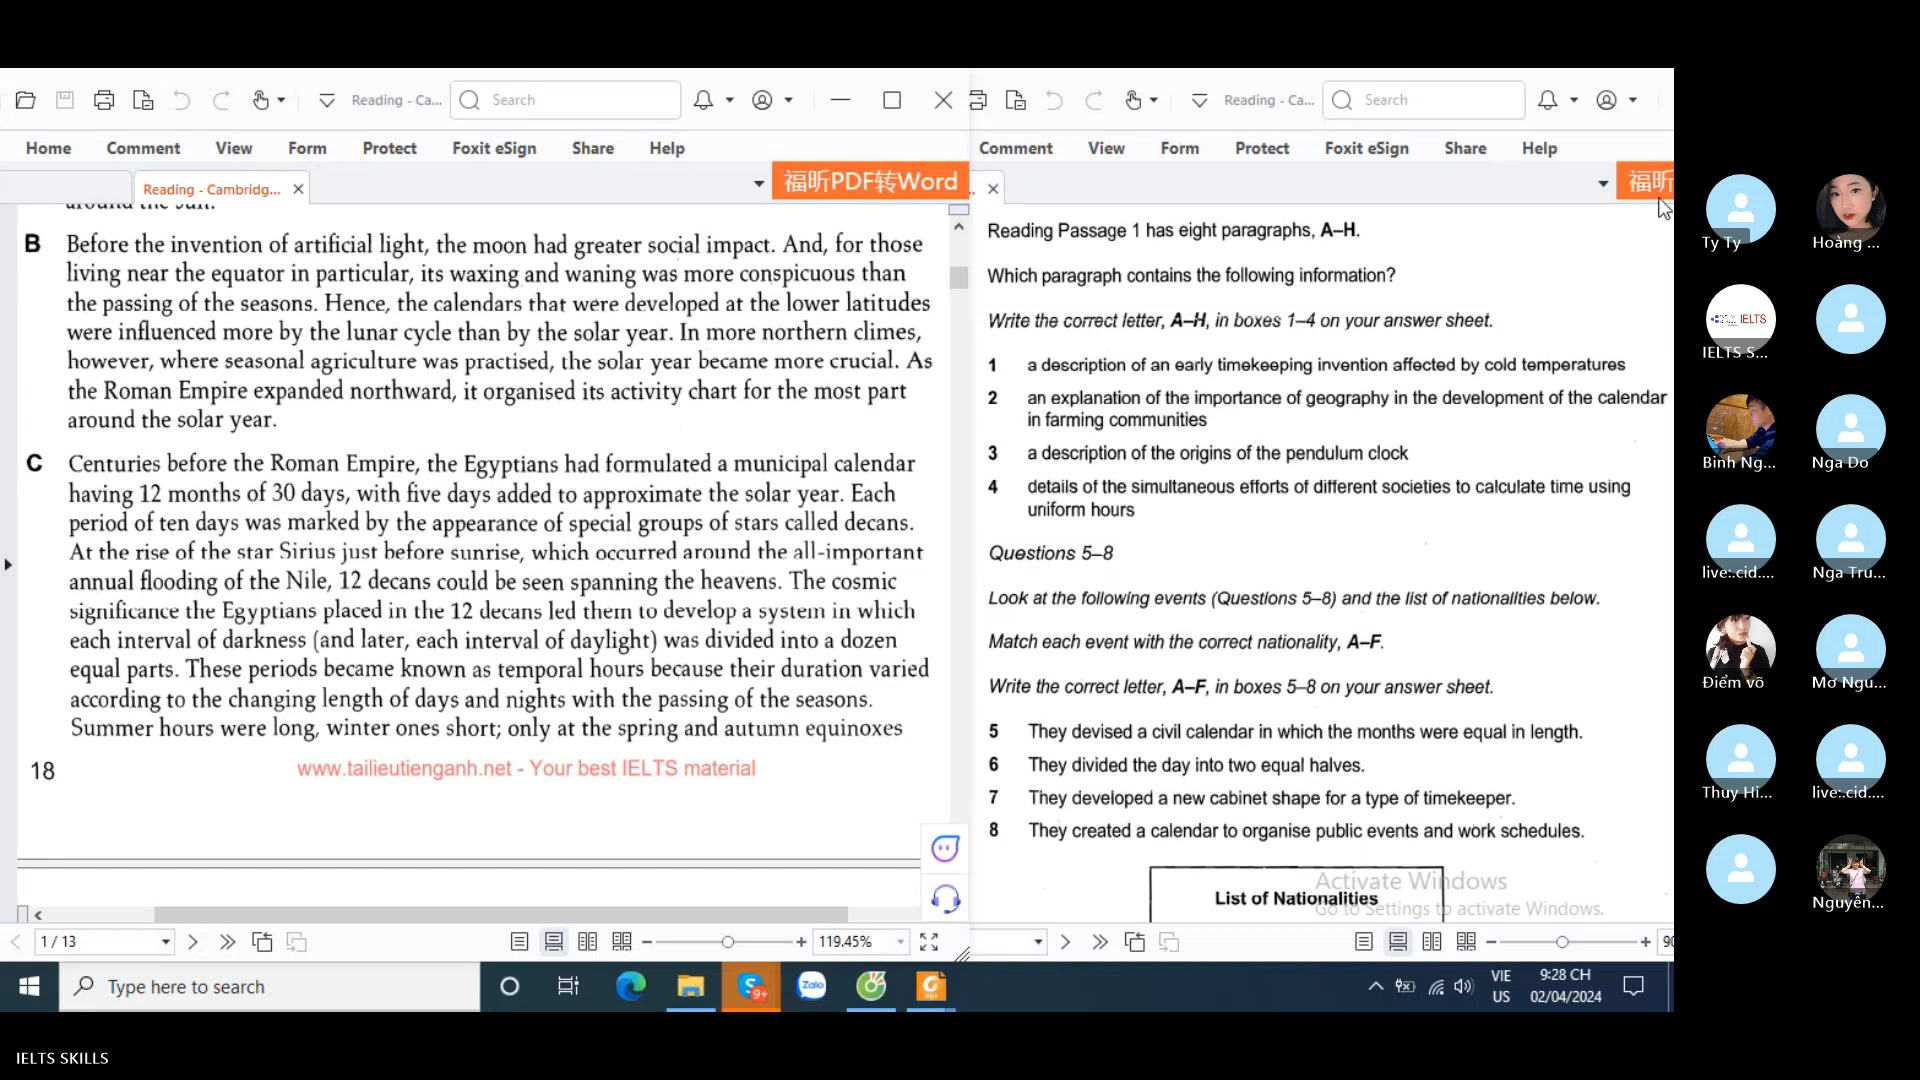 Reading - Ca...
Search
Reading - Ca...
Search
Home Comment View Form Protect Foxit eSign Share Help
Comment View Form Protect Foxit eSign Share Help
Reading - Cambridg...
福昕PDF转Word
福昕
around the sun.
B Before the invention of artificial light, the moon had greater social impact. And, for those
living near the equator in particular, its waxing and waning was more conspicuous than
the passing of the seasons. Hence, the calendars that were developed at the lower latitudes
were influenced more by the lunar cycle than by the solar year. In more northern climes,
however, where seasonal agriculture was practised, the solar year became more crucial. As
the Roman Empire expanded northward, it organised its activity chart for the most part
around the solar year.
C Centuries before the Roman Empire, the Egyptians had formulated a municipal calendar
having 12 months of 30 days, with five days added to approximate the solar year. Each
period of ten days was marked by the appearance of special groups of stars called decans.
At the rise of the star Sirius just before sunrise, which occurred around the all-important
annual flooding of the Nile, 12 decans could be seen spanning the heavens. The cosmic
significance the Egyptians placed in the 12 decans led them to develop a system in which
each interval of darkness (and later, each interval of daylight) was divided into a dozen
equal parts. These periods became known as temporal hours because their duration varied
according to the changing length of days and nights with the passing of the seasons.
Summer hours were long, winter ones short; only at the spring and autumn equinoxes
18
www.tailieutienganh.net - Your best IELTS material
Reading Passage 1 has eight paragraphs, A–H.
Which paragraph contains the following information?
Write the correct letter, A–H, in boxes 1–4 on your answer sheet.
1 a description of an early timekeeping invention affected by cold temperatures
2 an explanation of the importance of geography in the development of the calendar
in farming communities
3 a description of the origins of the pendulum clock
4 details of the simultaneous efforts of different societies to calculate time using
uniform hours
Questions 5–8
Look at the following events (Questions 5–8) and the list of nationalities below.
Match each event with the correct nationality, A–F.
Write the correct letter, A–F, in boxes 5–8 on your answer sheet.
5 They devised a civil calendar in which the months were equal in length.
6 They divided the day into two equal halves.
7 They developed a new cabinet shape for a type of timekeeper.
8 They created a calendar to organise public events and work schedules.
List of Nationalities
Activate Windows
Go to Settings to activate Windows.
1 / 13
119.45%
90
Type here to search
9+
Zalo
VIE
US
9:28 CH
02/04/2024
Ty Ty
Hoàng ...
IELTS
IELTS S...
Binh Ng...
Nga Do
live:.cid....
Nga Tru...
Điểm võ
Mơ Ngu...
Thuy Hi...
live:.cid....
Nguyễn...
IELTS SKILLS